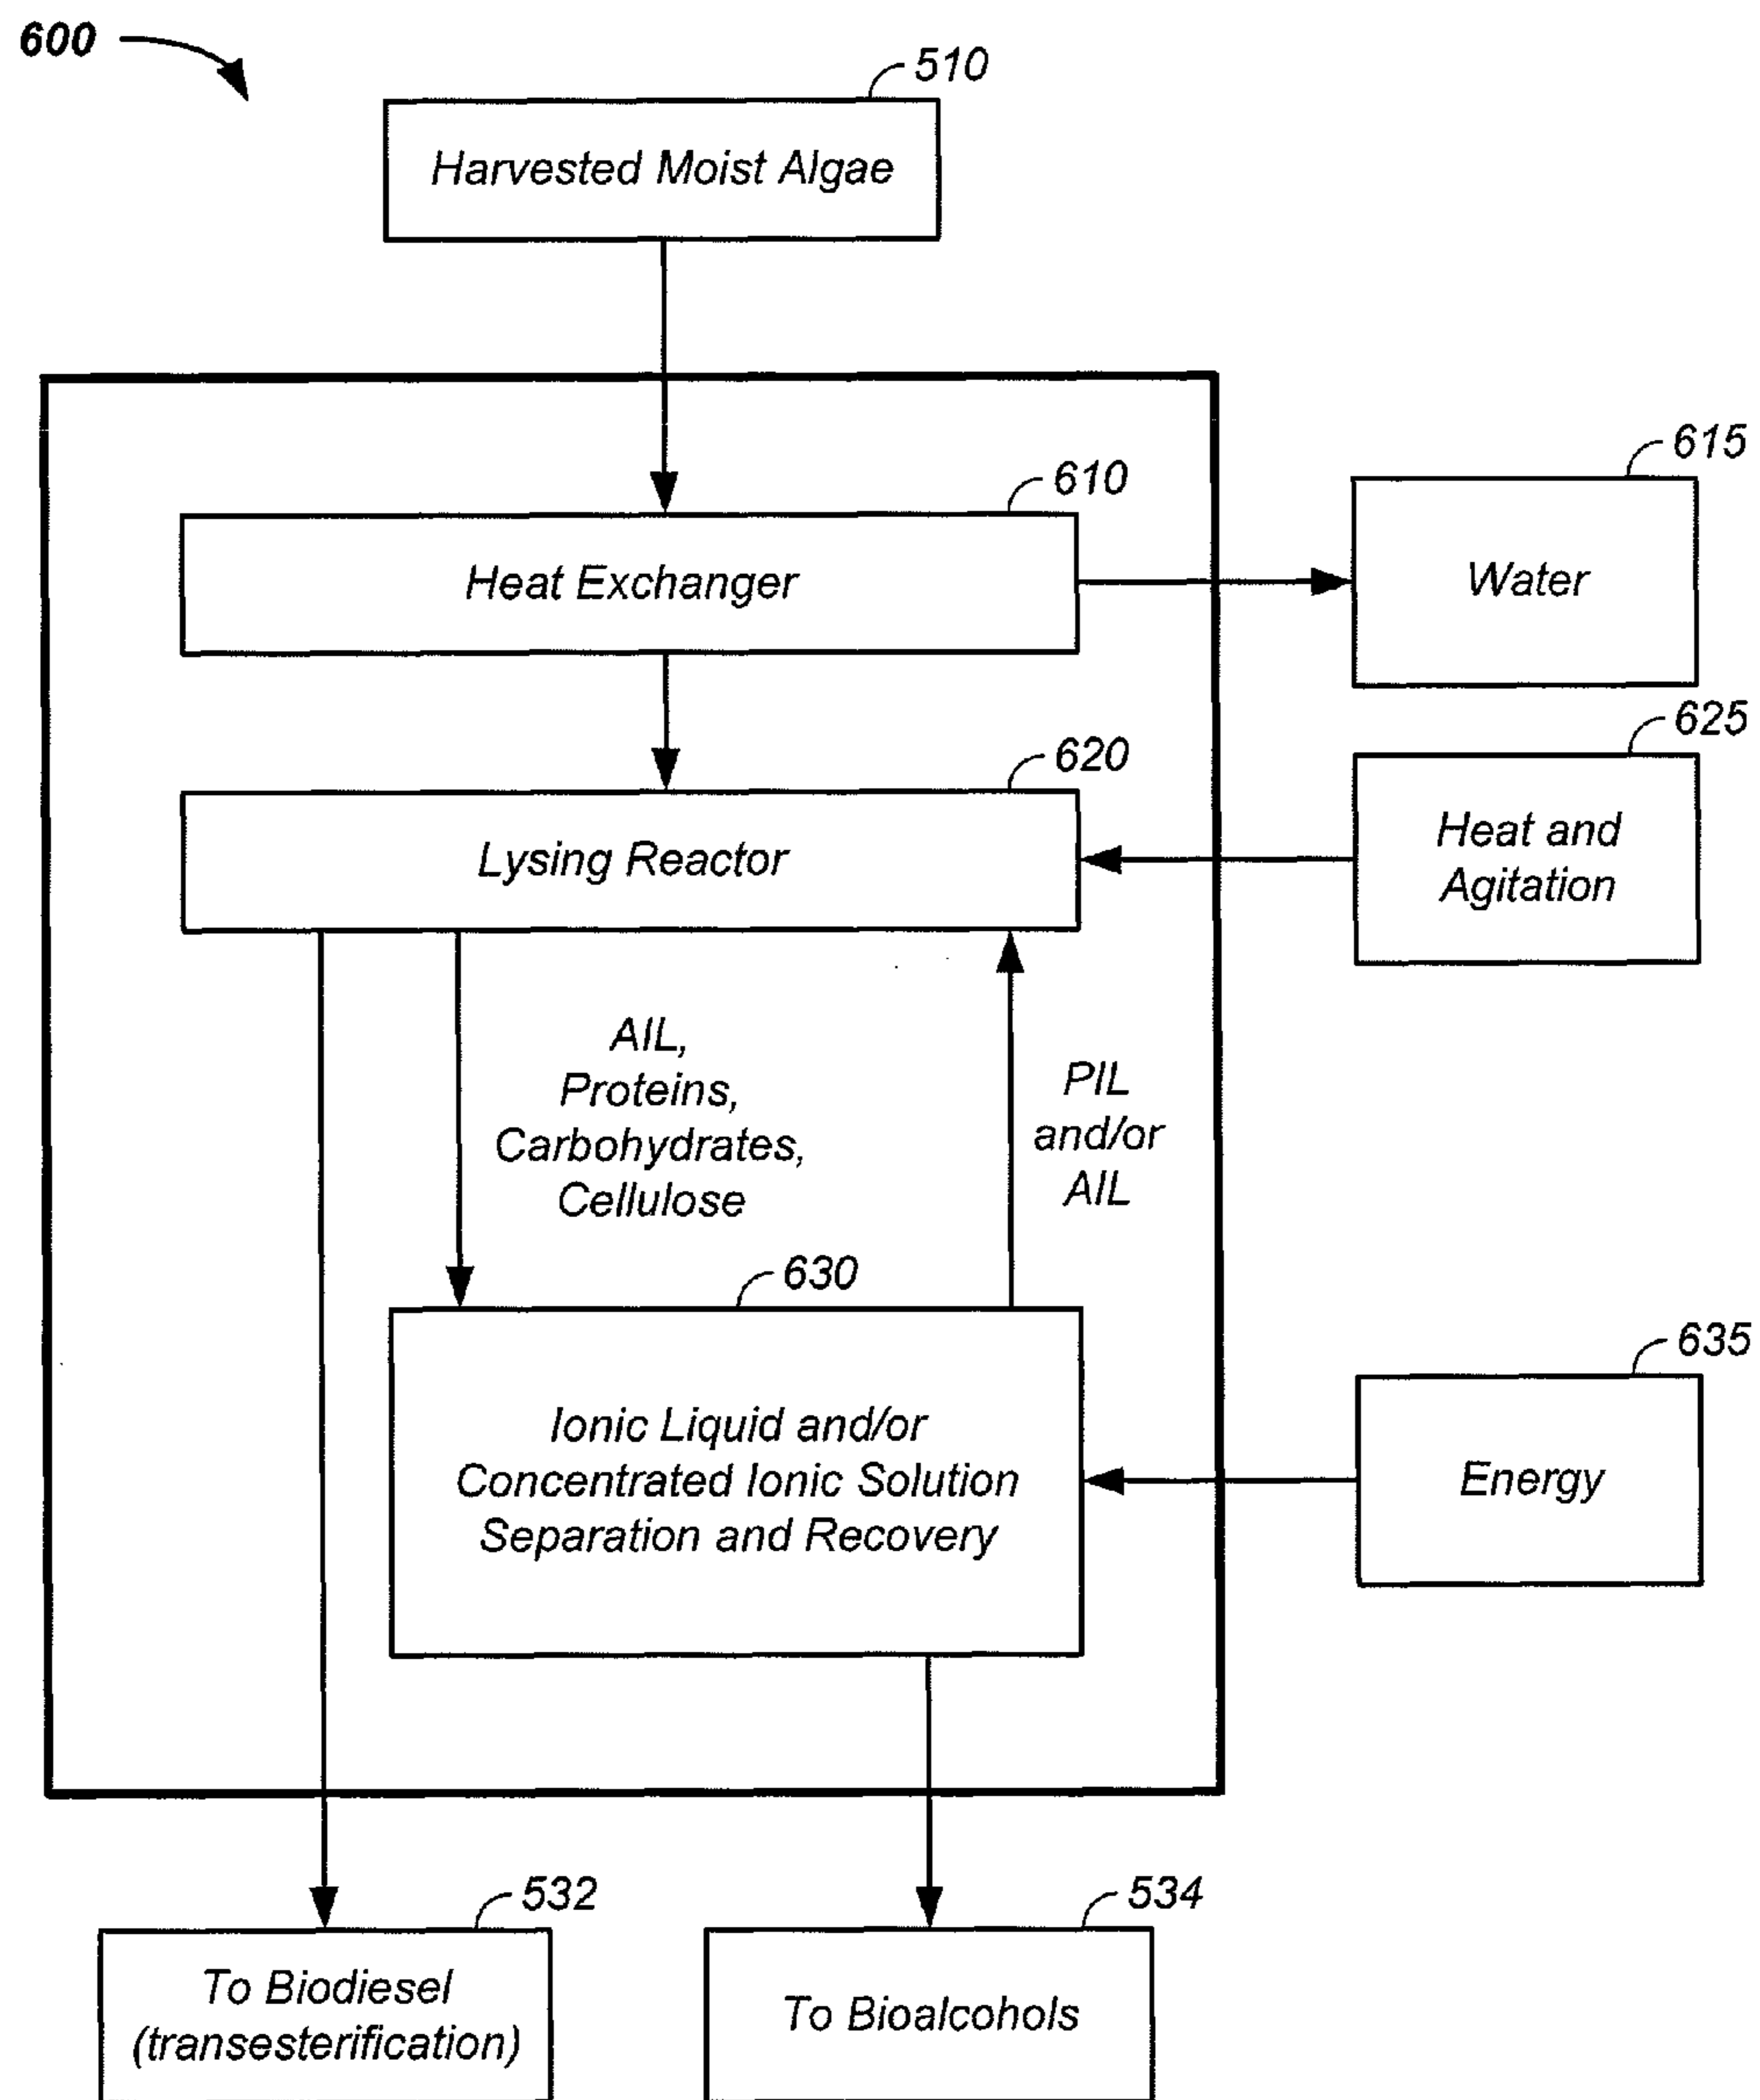 600
510
Harvested Moist Algae
610
Heat Exchanger
615
Water
620
Lysing Reactor
625
Heat and
Agitation
AIL,
Proteins,
Carbohydrates,
Cellulose
PIL
and/or
AIL
630
Ionic Liquid and/or
Concentrated Ionic Solution
Separation and Recovery
635
Energy
532
To Biodiesel
(transesterification)
534
To Bioalcohols